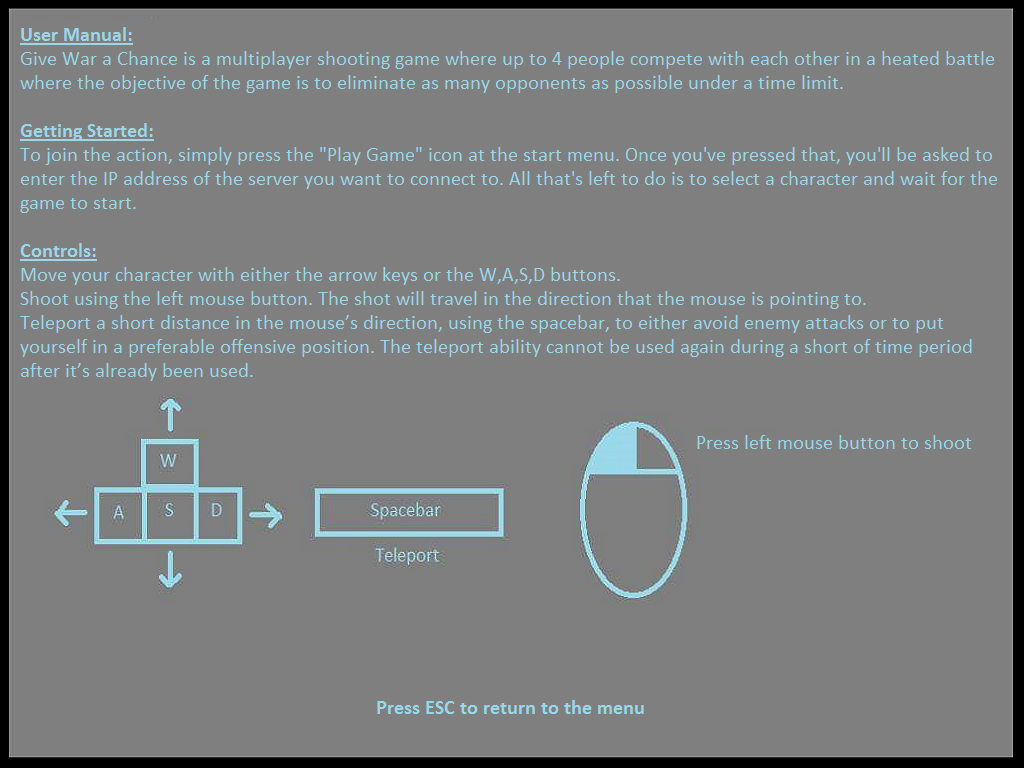 User Manual:
Give War a Chance is a multiplayer shooting game where up to 4 people compete with each other in a heated battle
where the objective of the game is to eliminate as many opponents as possible under a time limit.
Getting Started:
To join the action, simply press the "Play Game" icon at the start menu. Once you've pressed that, you'll be asked to
enter the IP address of the server you want to connect to. All that's left to do is to select a character and wait for the
game to start.
Controls:
Move your character with either the arrow keys or the W,A,S,D buttons.
Shoot using the left mouse button. The shot will travel in the direction that the mouse is pointing to.
Teleport a short distance in the mouse’s direction, using the spacebar, to either avoid enemy attacks or to put
yourself in a preferable offensive position. The teleport ability cannot be used again during a short of time period
after it’s already been used.
W
A S D
Spacebar
Teleport
Press left mouse button to shoot
Press ESC to return to the menu